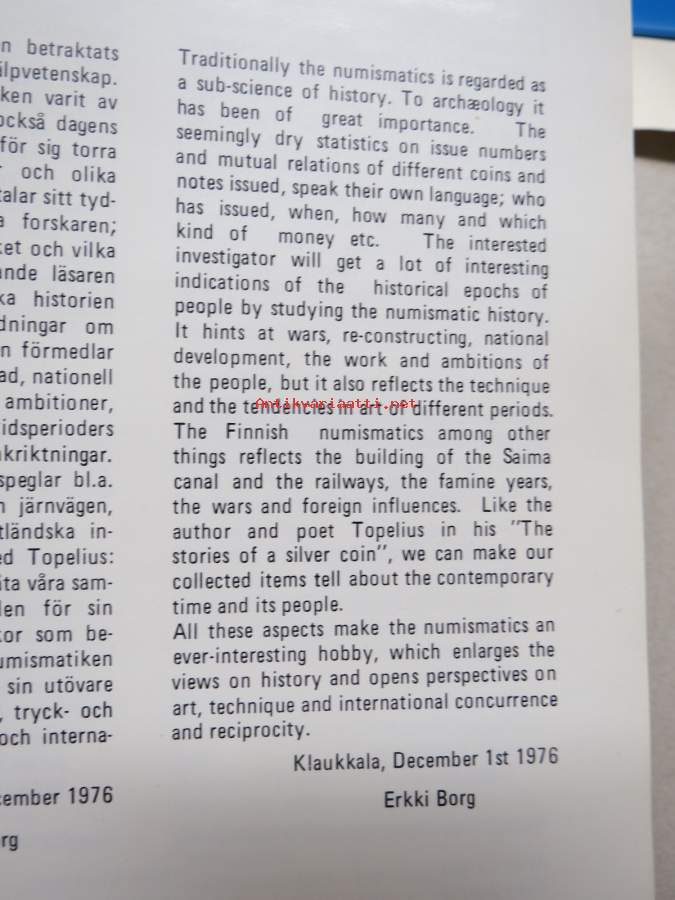 n betraktats
älpvetenskap.
ken varit av
också dagens
för sig torra
och olika
talar sitt tyd-
a forskaren;
ket och vilka
ande läsaren
ka historien
dningar om
n förmedlar
ad, nationell
ambitioner,
idsperioders
kriktningar.
speglar bl.a.
n järnvägen,
tländska in-
ed Topelius:
åta våra sam-
den för sin
kor som be-
umismatiken
sin utövare
, tryck- och
och interna-
cember 1976
rg
Traditionally the numismatics is regarded as
a sub-science of history. To archæology it
has been of great importance. The
seemingly dry statistics on issue numbers
and mutual relations of different coins and
notes issued, speak their own language; who
has issued, when, how many and which
kind of money etc. The interested
investigator will get a lot of interesting
indications of the historical epochs of
people by studying the numismatic history.
It hints at wars, re-constructing, national
development, the work and ambitions of
the people, but it also reflects the technique
and the tendencies in art of different periods.
The Finnish numismatics among other
things reflects the building of the Saima
canal and the railways, the famine years,
the wars and foreign influences. Like the
author and poet Topelius in his "The
stories of a silver coin", we can make our
collected items tell about the contemporary
time and its people.
All these aspects make the numismatics an
ever-interesting hobby, which enlarges the
views on history and opens perspectives on
art, technique and international concurrence
and reciprocity.
Klaukkala, December 1st 1976
Erkki Borg
Antikvariaatti.net